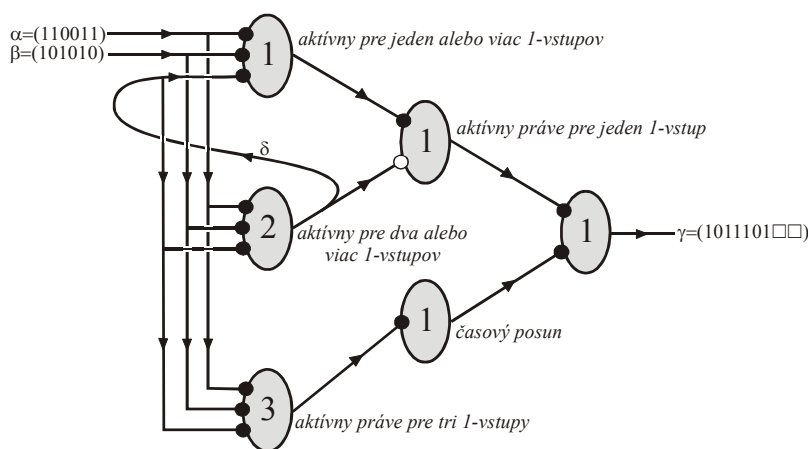 α=(110011)
β=(101010)
1
aktívny pre jeden alebo viac 1-vstupov
1
aktívny práve pre jeden 1-vstup
δ
2
aktívny pre dva alebo
viac 1-vstupov
1
γ=(1011101□□)
1
časový posun
3
aktívny práve pre tri 1-vstupy